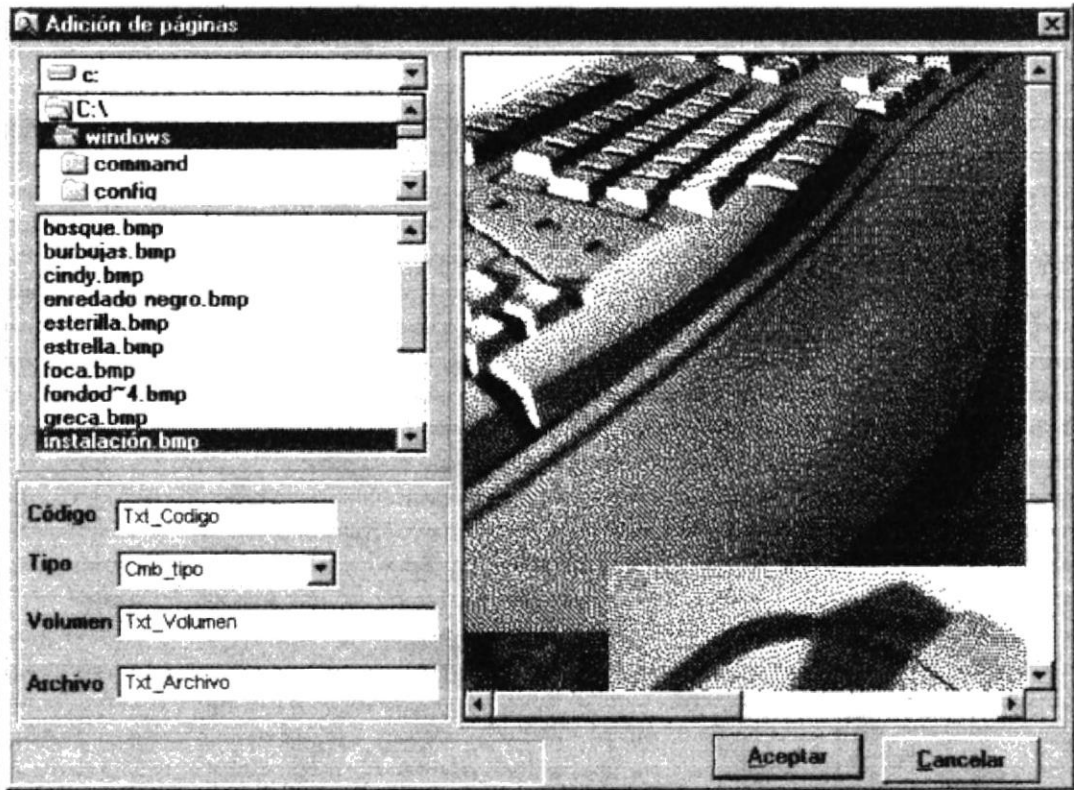 Adición de páginas
c:
C:\
windows
command
config
bosque.bmp
burbujas.bmp
cindy.bmp
enredado negro.bmp
esterilla.bmp
estrella.bmp
foca.bmp
fondod~4.bmp
greca.bmp
instalación.bmp
Código Txt_Codigo
Tipo Cmb_tipo
Volumen Txt_Volumen
Archivo Txt_Archivo
Aceptar Cancelar